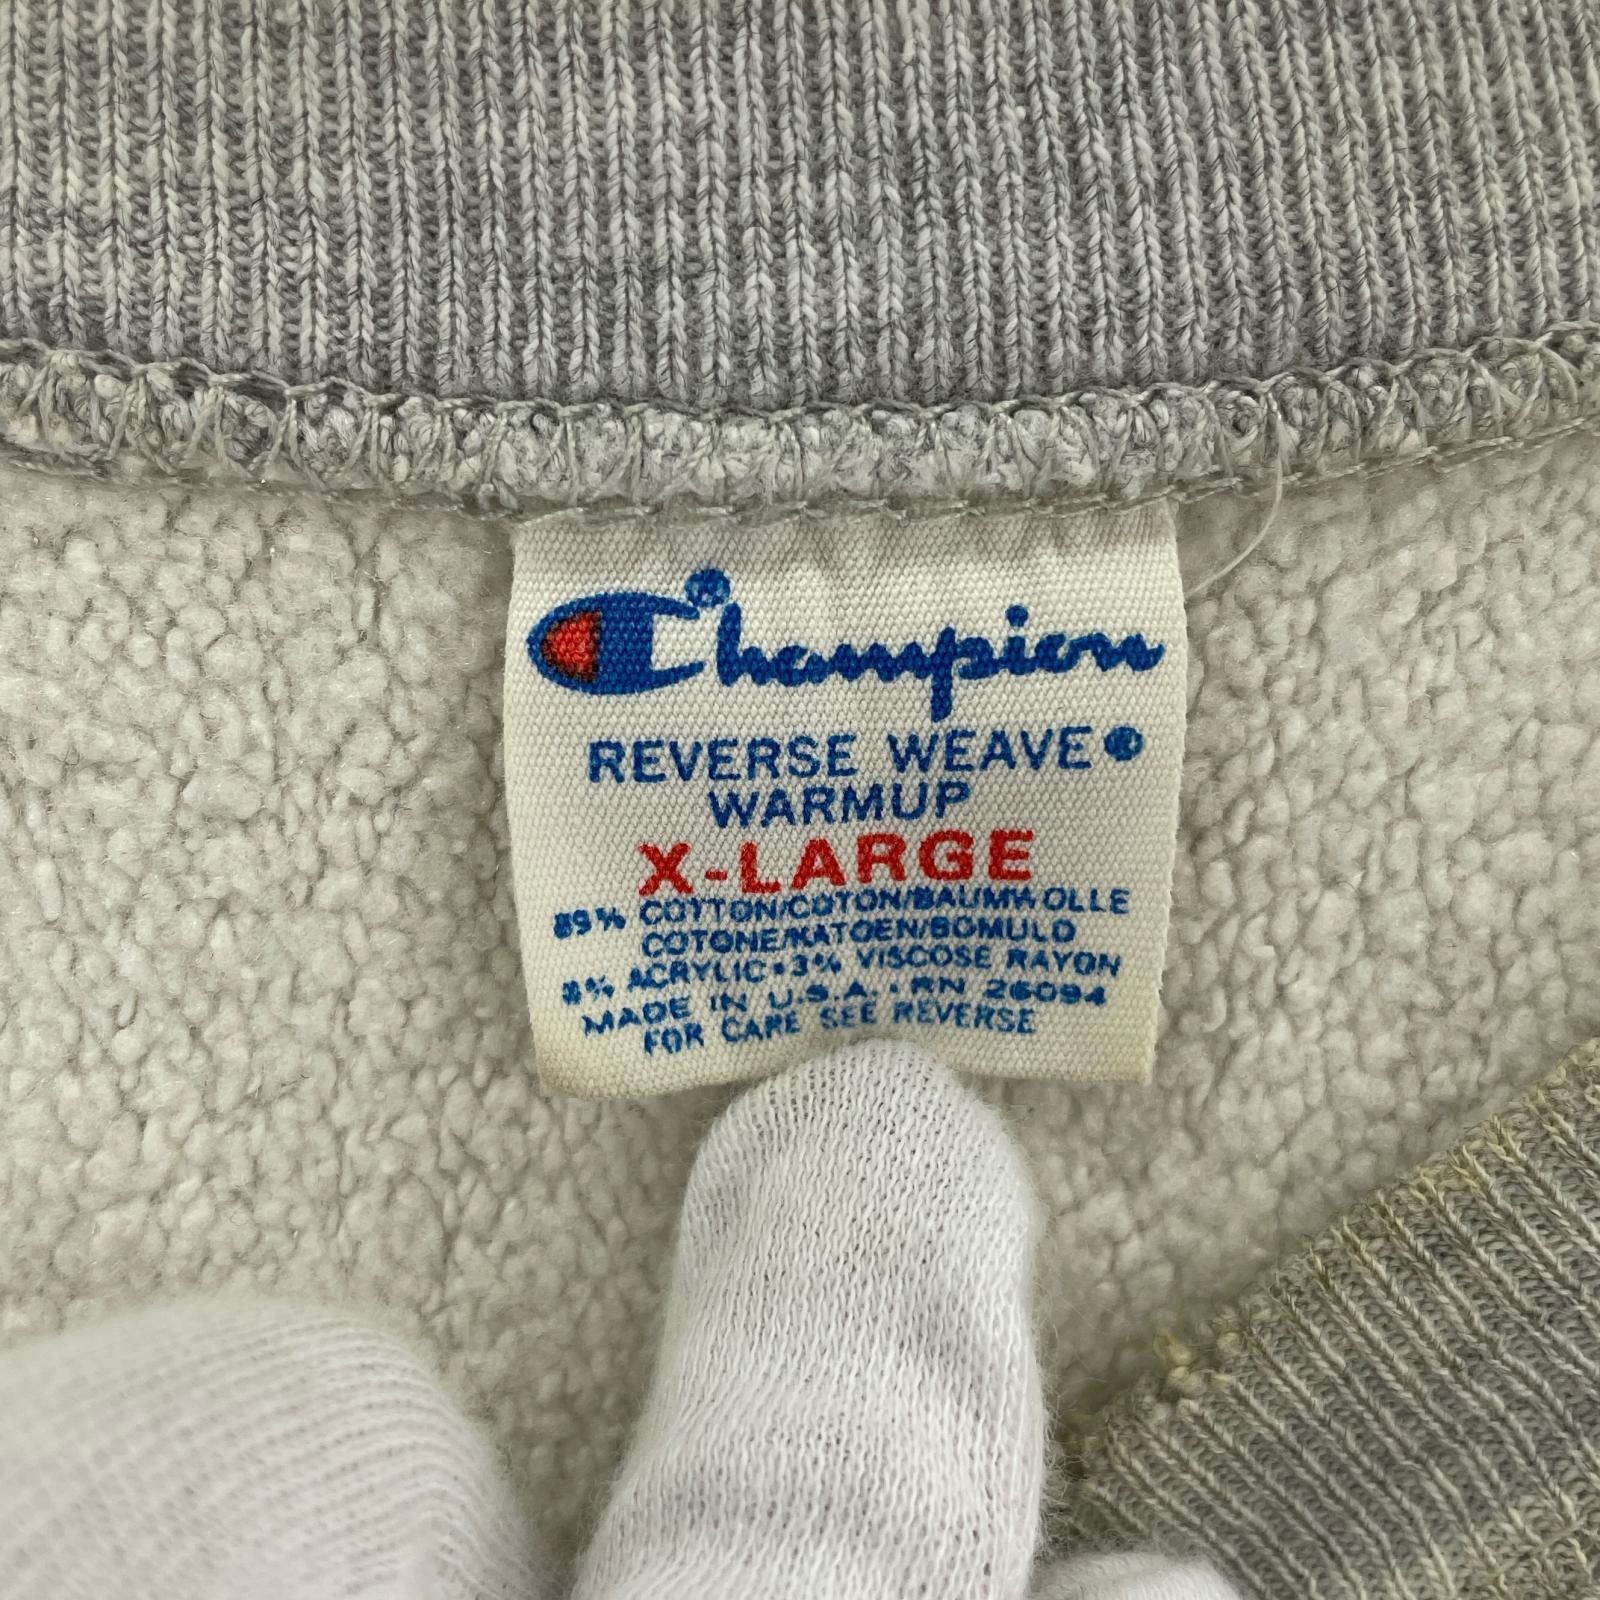 Champion®
REVERSE WEAVE®
WARMUP
X-LARGE
89% COTTON/COTON/BAUMWOLLE
COTONE/KATOEN/BOMULD
8% ACRYLIC•3% VISCOSE RAYON
MADE IN U.S.A. • RN 26094
FOR CARE SEE REVERSE